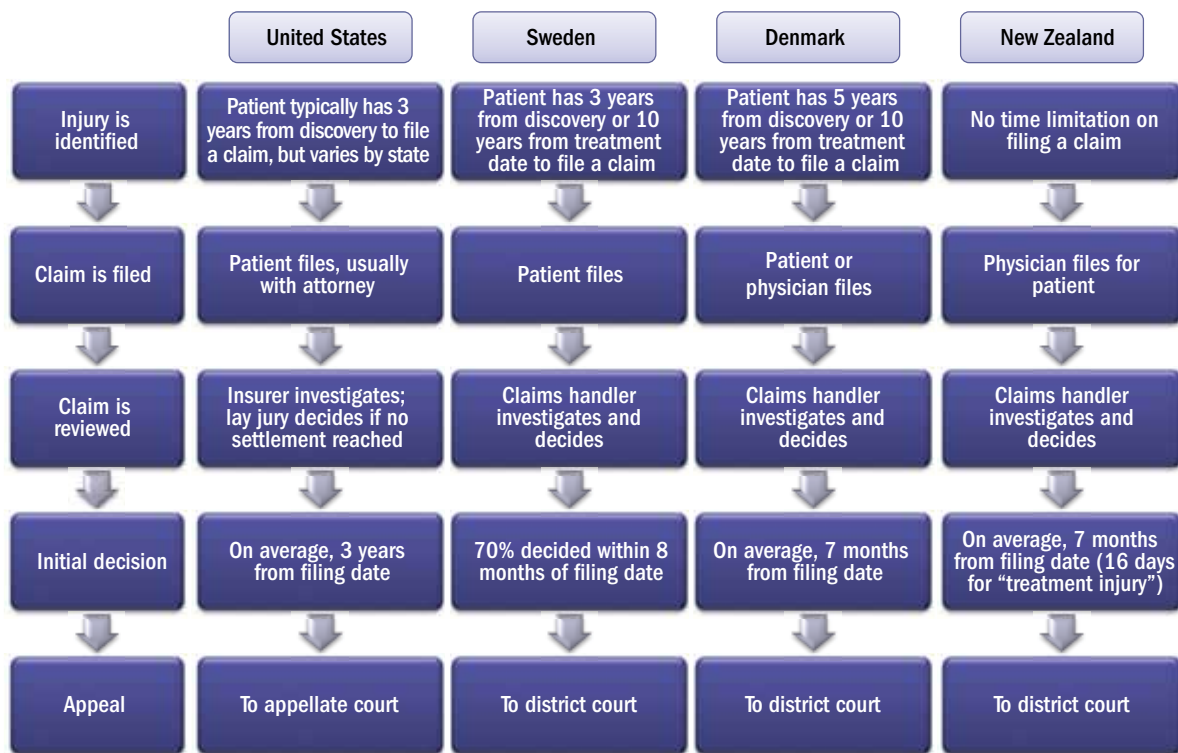 United States
Sweden
Denmark
New Zealand
Injury is
identified
Patient typically has 3
years from discovery to file
a claim, but varies by state
Patient has 3 years
from discovery or 10
years from treatment
date to file a claim
Patient has 5 years
from discovery or 10
years from treatment
date to file a claim
No time limitation on
filing a claim
Claim is filed
Patient files, usually
with attorney
Patient files
Patient or
physician files
Physician files for
patient
Claim is
reviewed
Insurer investigates;
lay jury decides if no
settlement reached
Claims handler
investigates and
decides
Claims handler
investigates and
decides
Claims handler
investigates and
decides
Initial decision
On average, 3 years
from filing date
70% decided within 8
months of filing date
On average, 7 months
from filing date
On average, 7 months
from filing date (16 days
for “treatment injury”)
Appeal
To appellate court
To district court
To district court
To district court